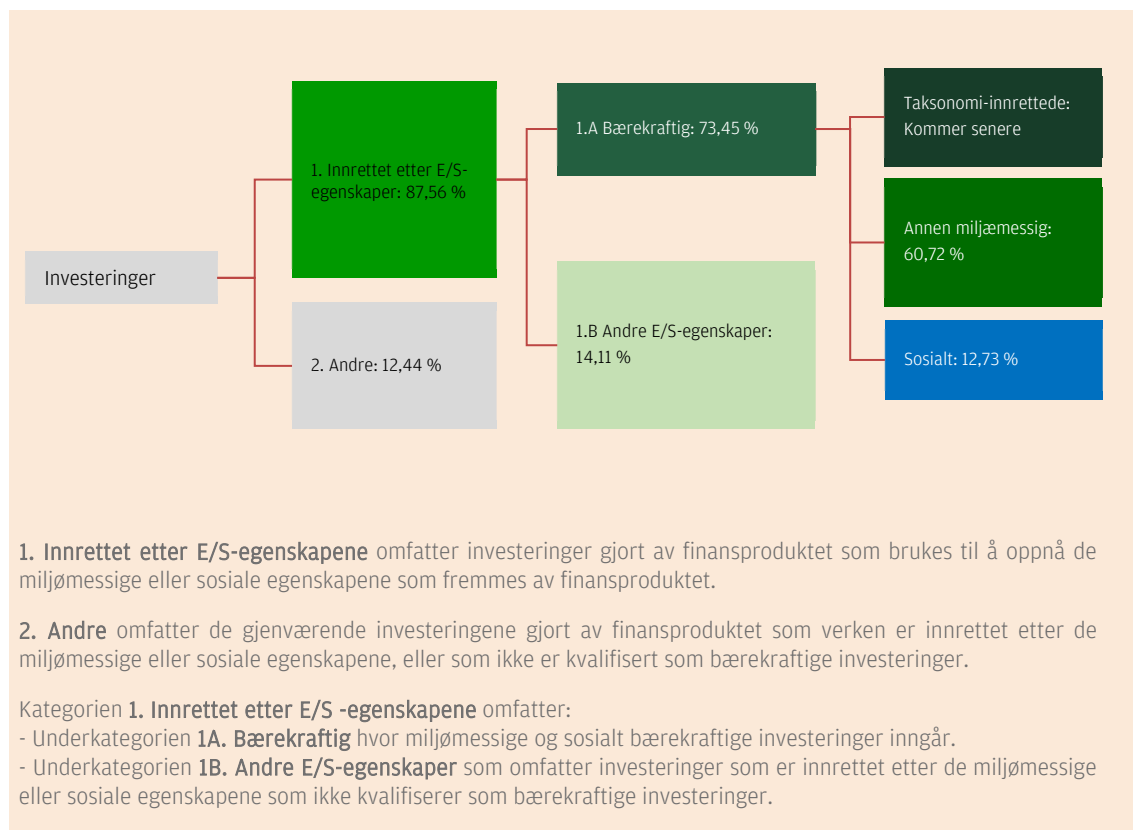 Investeringer
1. Innrettet etter E/S-
egenskaper: 87,56 %
2. Andre: 12,44 %
1.A Bærekraftig: 73,45 %
1.B Andre E/S-egenskaper:
14,11 %
Taksonomi-innrettede:
Kommer senere
Annen miljæmessig:
60,72 %
Sosialt: 12,73 %
1. Innrettet etter E/S-egenskapene omfatter investeringer gjort av finansproduktet som brukes til å oppnå de
miljømessige eller sosiale egenskapene som fremmes av finansproduktet.
2. Andre omfatter de gjenværende investeringene gjort av finansproduktet som verken er innrettet etter de
miljømessige eller sosiale egenskapene, eller som ikke er kvalifisert som bærekraftige investeringer.
Kategorien 1. Innrettet etter E/S -egenskapene omfatter:
- Underkategorien 1A. Bærekraftig hvor miljømessige og sosialt bærekraftige investeringer inngår.
- Underkategorien 1B. Andre E/S-egenskaper som omfatter investeringer som er innrettet etter de miljømessige
eller sosiale egenskapene som ikke kvalifiserer som bærekraftige investeringer.